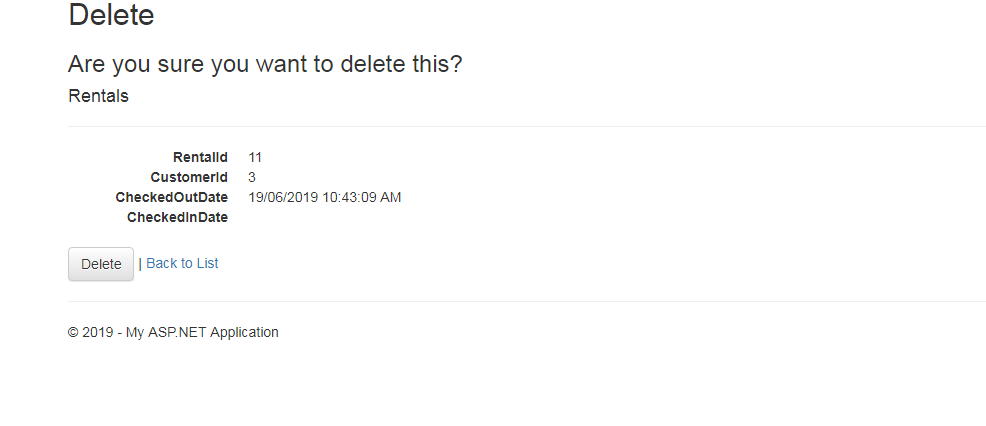 Delete
Are you sure you want to delete this?
Rentals
RentalId 11
CustomerId 3
CheckedOutDate 19/06/2019 10:43:09 AM
CheckedInDate
Delete | Back to List
© 2019 - My ASP.NET Application